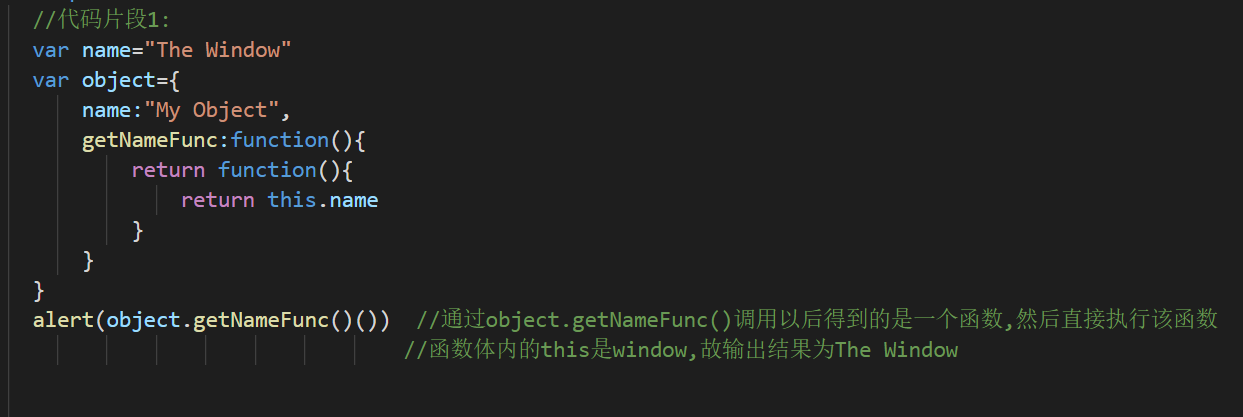 //代码片段1:
var name="The Window"
var object={
    name:"My Object",
    getNameFunc:function(){
        return function(){
            return this.name
        }
    }
}
alert(object.getNameFunc()())  //通过object.getNameFunc()调用以后得到的是一个函数,然后直接执行该函数
                              //函数体内的this是window,故输出结果为The Window